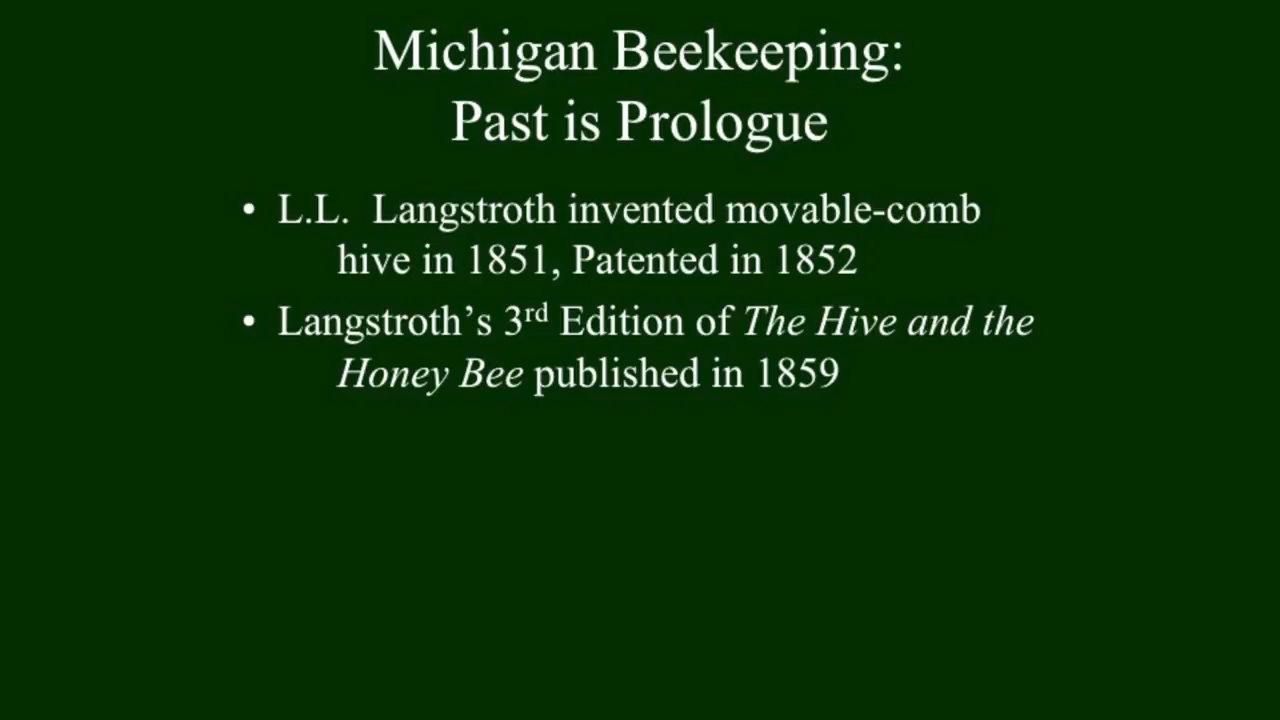 Michigan Beekeeping:
Past is Prologue
• L.L. Langstroth invented movable-comb
hive in 1851, Patented in 1852
• Langstroth’s 3rd Edition of The Hive and the
Honey Bee published in 1859